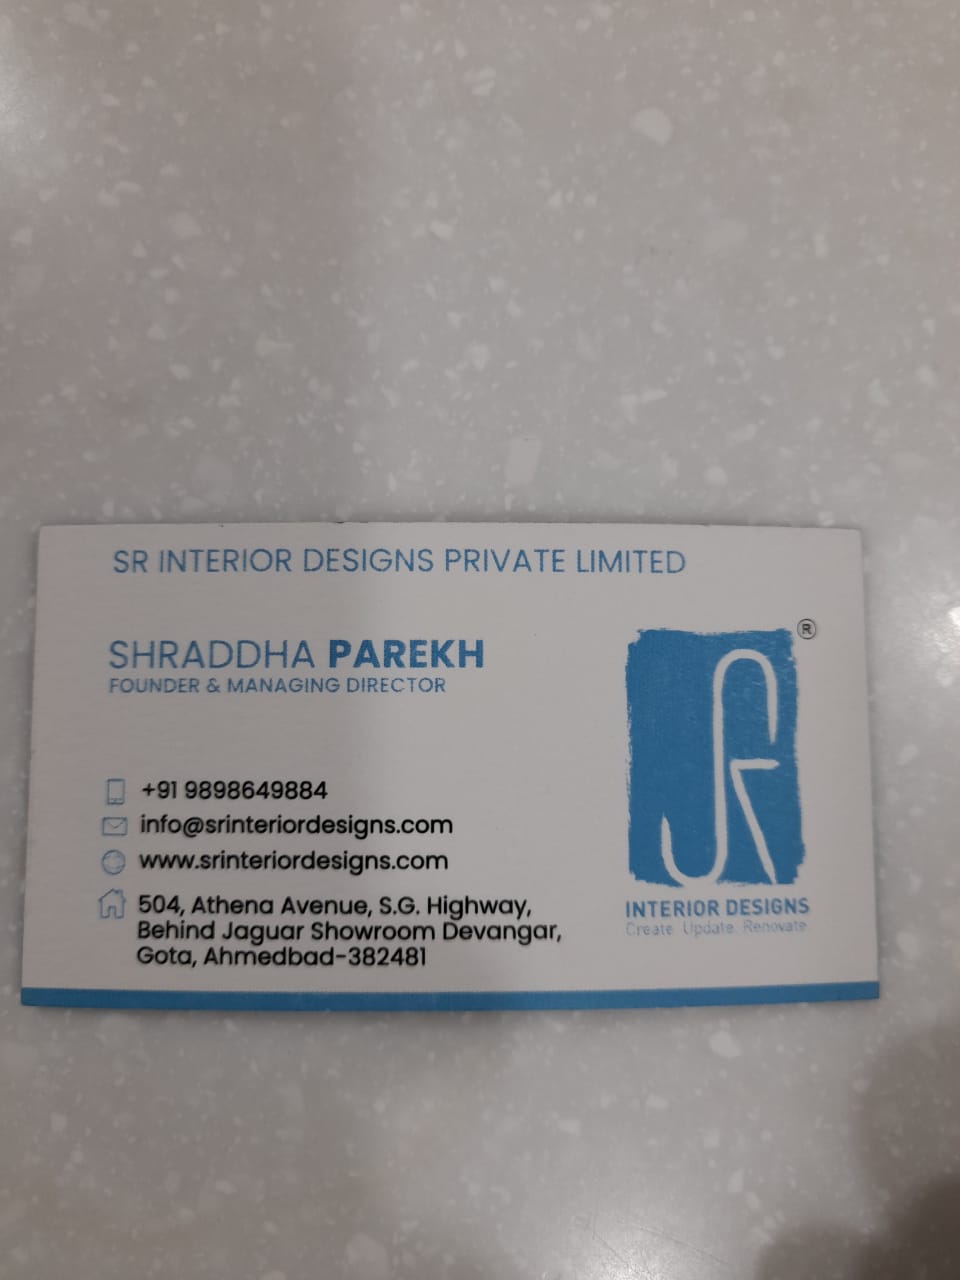 SR INTERIOR DESIGNS PRIVATE LIMITED
SHRADDHA PAREKH
FOUNDER & MANAGING DIRECTOR
+91 9898649884
info@srinteriordesigns.com
www.srinteriordesigns.com
504, Athena Avenue, S.G. Highway,
Behind Jaguar Showroom Devangar,
Gota, Ahmedbad-382481
®
SR
INTERIOR DESIGNS
Create. Update. Renovate.